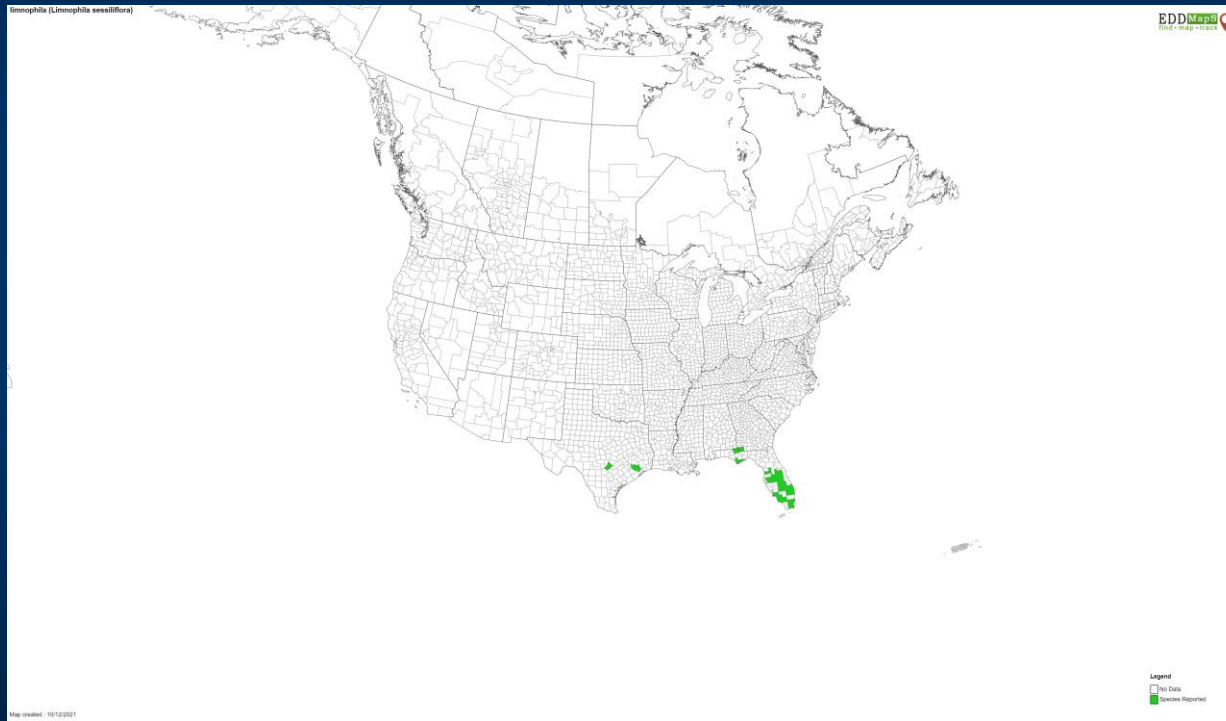 limnophila (Limnophila sessiliflora)
EDDMapS
find • map • track
Legend
No Data
Species Reported
Map created : 10/12/2021